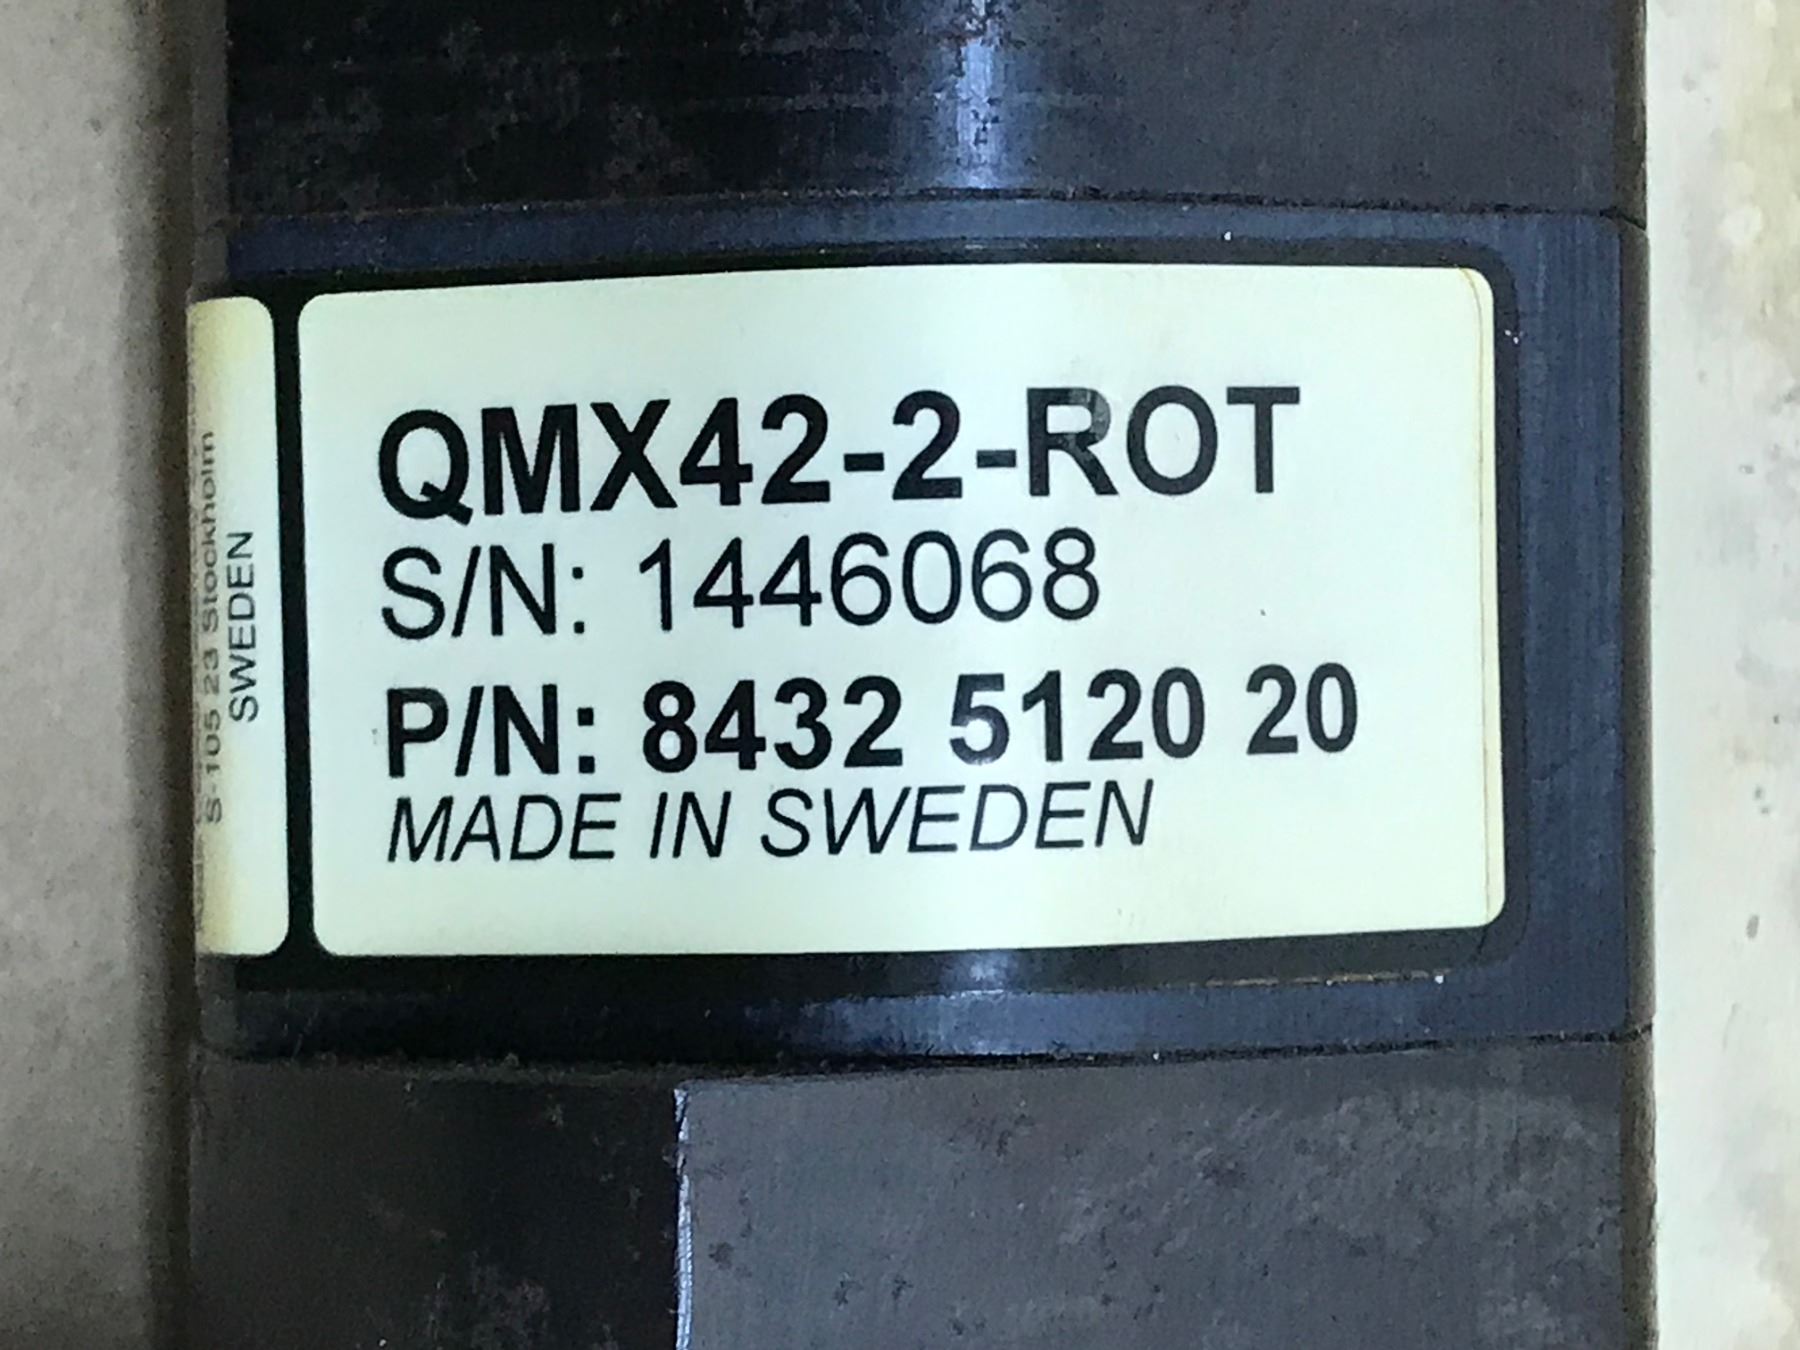 QMX42-2-ROT
S/N: 1446068
P/N: 8432 5120 20
MADE IN SWEDEN
S-105 23 Stockholm
SWEDEN